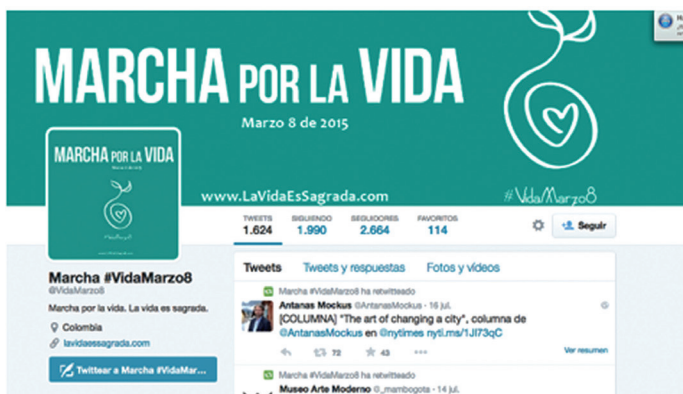 MARCHA POR LA VIDA
Marzo 8 de 2015
www.LaVidaEsSagrada.com
#VidaMarzo8
MARCHA POR LA VIDA
TWEETS SIGUIENDO SEGUIDORES FAVORITOS
1.624 1.990 2.664 114
Seguir
Marcha #VidaMarzo8
@VidaMarzo8
Marcha por la vida. La vida es sagrada.
Colombia
lavidaessagrada.com
Twittear a Marcha #VidaMar...
Tweets Tweets y respuestas Fotos y vídeos
Marcha #VidaMarzo8 ha retwitteado
Antanas Mockus @AntanasMockus · 16 jul.
[COLUMNA] "The art of changing a city", columna de
@AntanasMockus en @nytimes nyti.ms/1JI73qC
72 43
Ver resumen
Marcha #VidaMarzo8 ha retwitteado
Museo Arte Moderno @_mambogota · 14 jul.